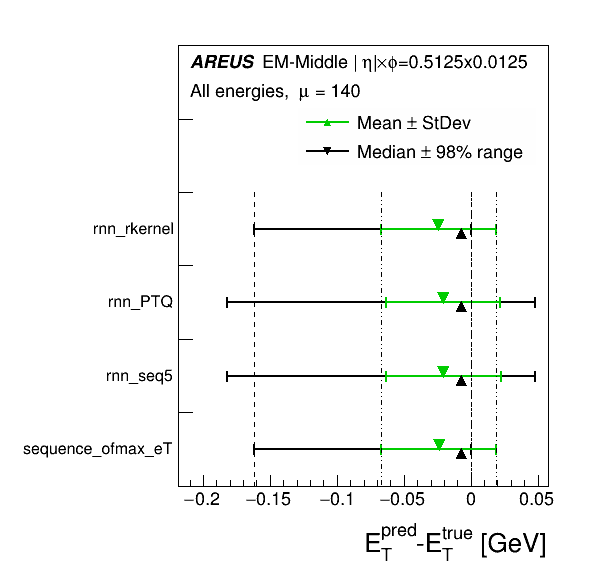 AREUS EM-Middle | η|×ϕ=0.5125x0.0125
All energies, μ = 140
Mean ± StDev
Median ± 98% range
rnn_rkernel
rnn_PTQ
rnn_seq5
sequence_ofmax_eT
−0.2 −0.15 −0.1 −0.05 0 0.05
E_T^pred-E_T^true [GeV]